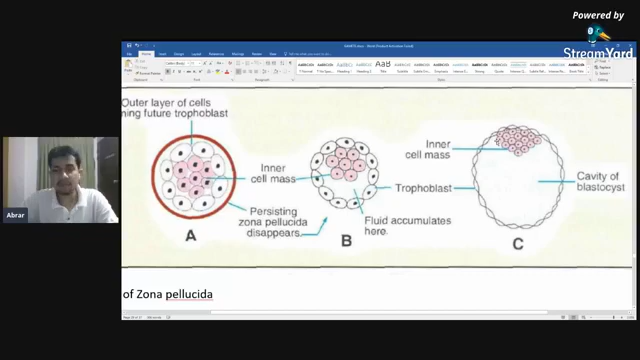 Powered by
StreamYard
Outer layer of cells
ning future trophoblast
Inner
cell mass
Persisting
zona pellucida
disappears.
A
B
Trophoblast
Fluid accumulates
here.
Inner
cell mass
Cavity of
blastocyst
C
of Zona pellucida
Abrar